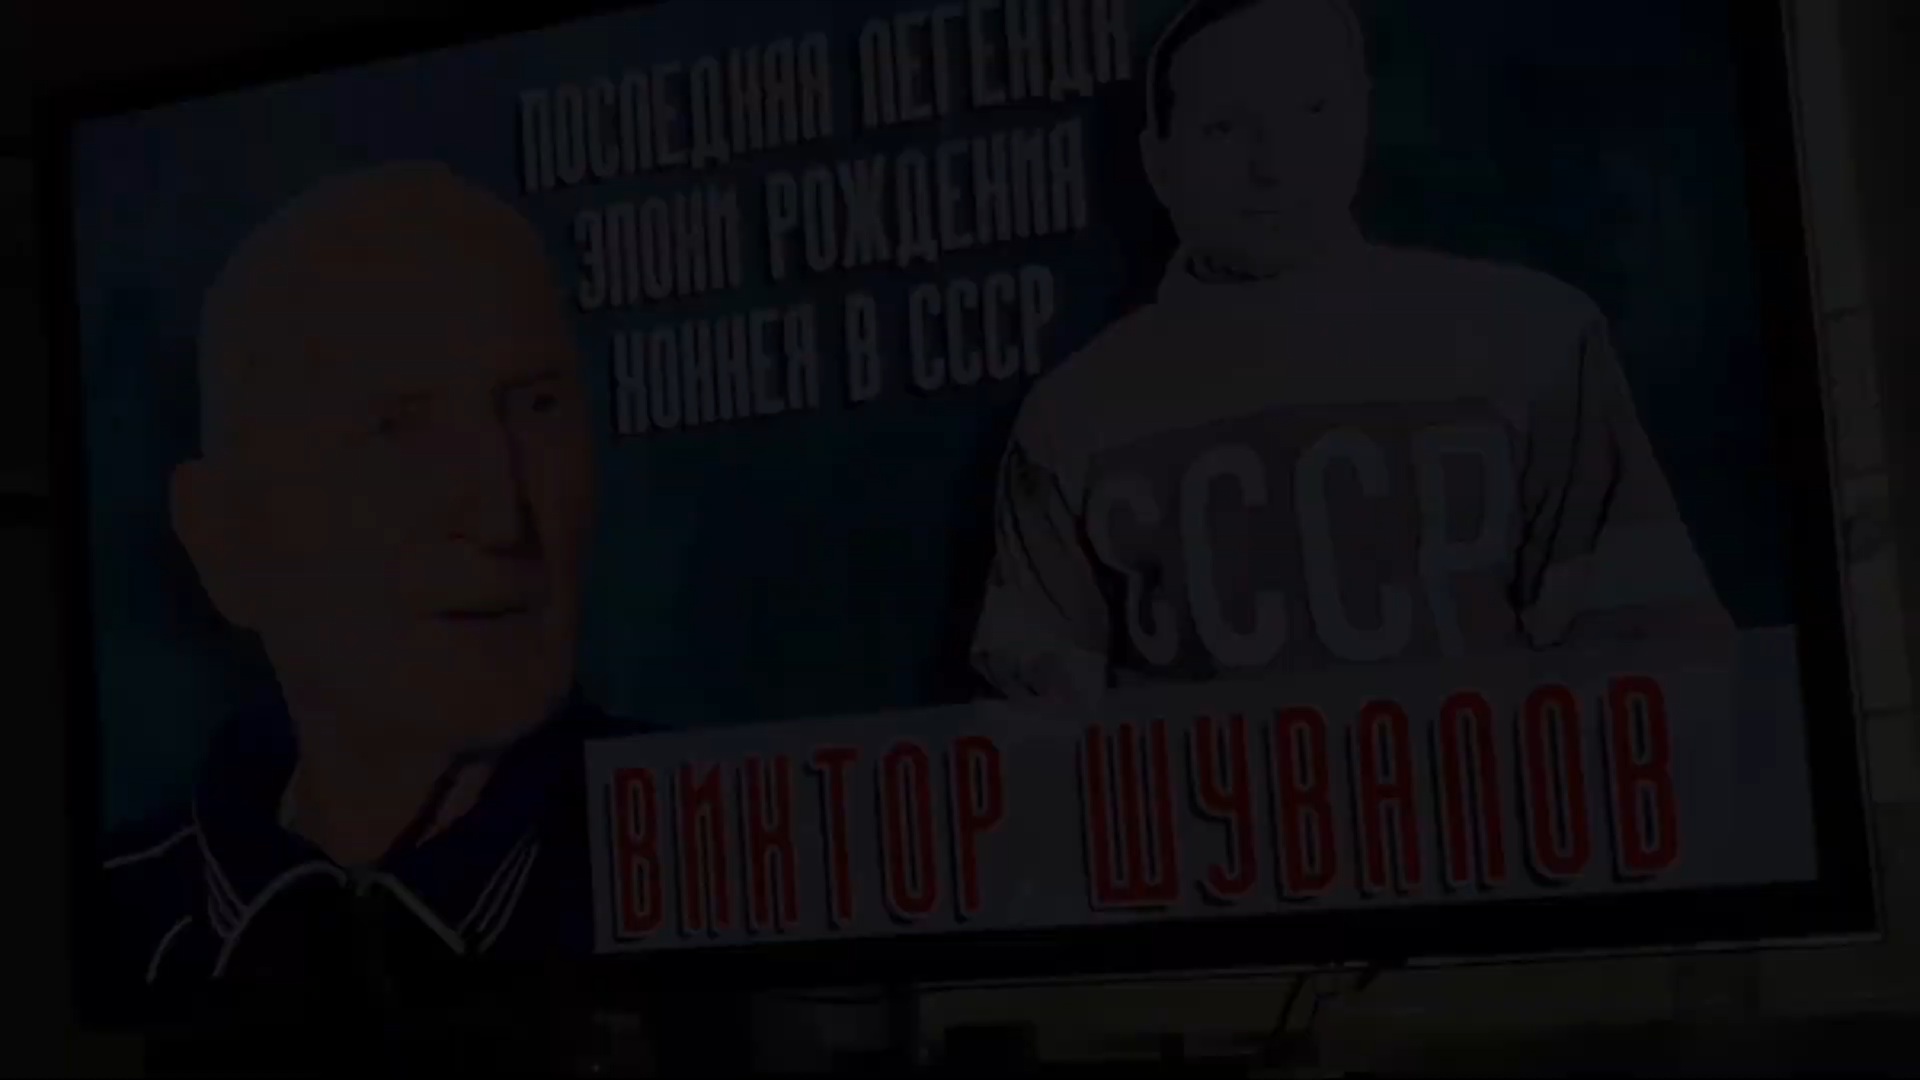 ПОСЛЕДНЯЯ ЛЕГЕНДА
ЭПОХИ РОЖДЕНИЯ
ХОККЕЯ В СССР
СССР
ВИКТОР ШУВАЛОВ